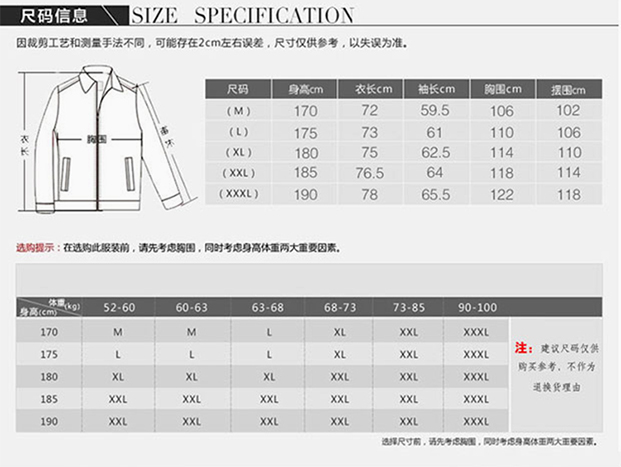 尺码信息 SIZE SPECIFICATION
因裁剪工艺和测量手法不同，可能存在2cm左右误差，尺寸仅供参考，以失误为准。
尺码 身高cm 衣长cm 袖长cm 胸围cm 摆围cm
（M） 170 72 59.5 106 102
（L） 175 73 61 110 106
（XL） 180 75 62.5 114 110
（XXL） 185 76.5 64 118 114
（XXXL） 190 78 65.5 122 118
衣长
胸围
袖长
选购提示：在选购此服装前，请先考虑胸围，同时考虑身高体重两大重要因素。
体重(kg) 52-60 60-63 63-68 68-73 73-85 90-100
身高(cm)
170 M M L XL XXL XXXL
175 L L L XL XXL XXXL
180 XL XL XL XL XXL XXXL
185 XXL XXL XXL XXL XXL XXXL
190 XXL XXL XXL XXL XXL XXXL
注：建议尺码仅供
购买参考，不作为
退换货理由
选择尺寸前，请先考虑胸围，同时考虑身高体重两大重要因素。